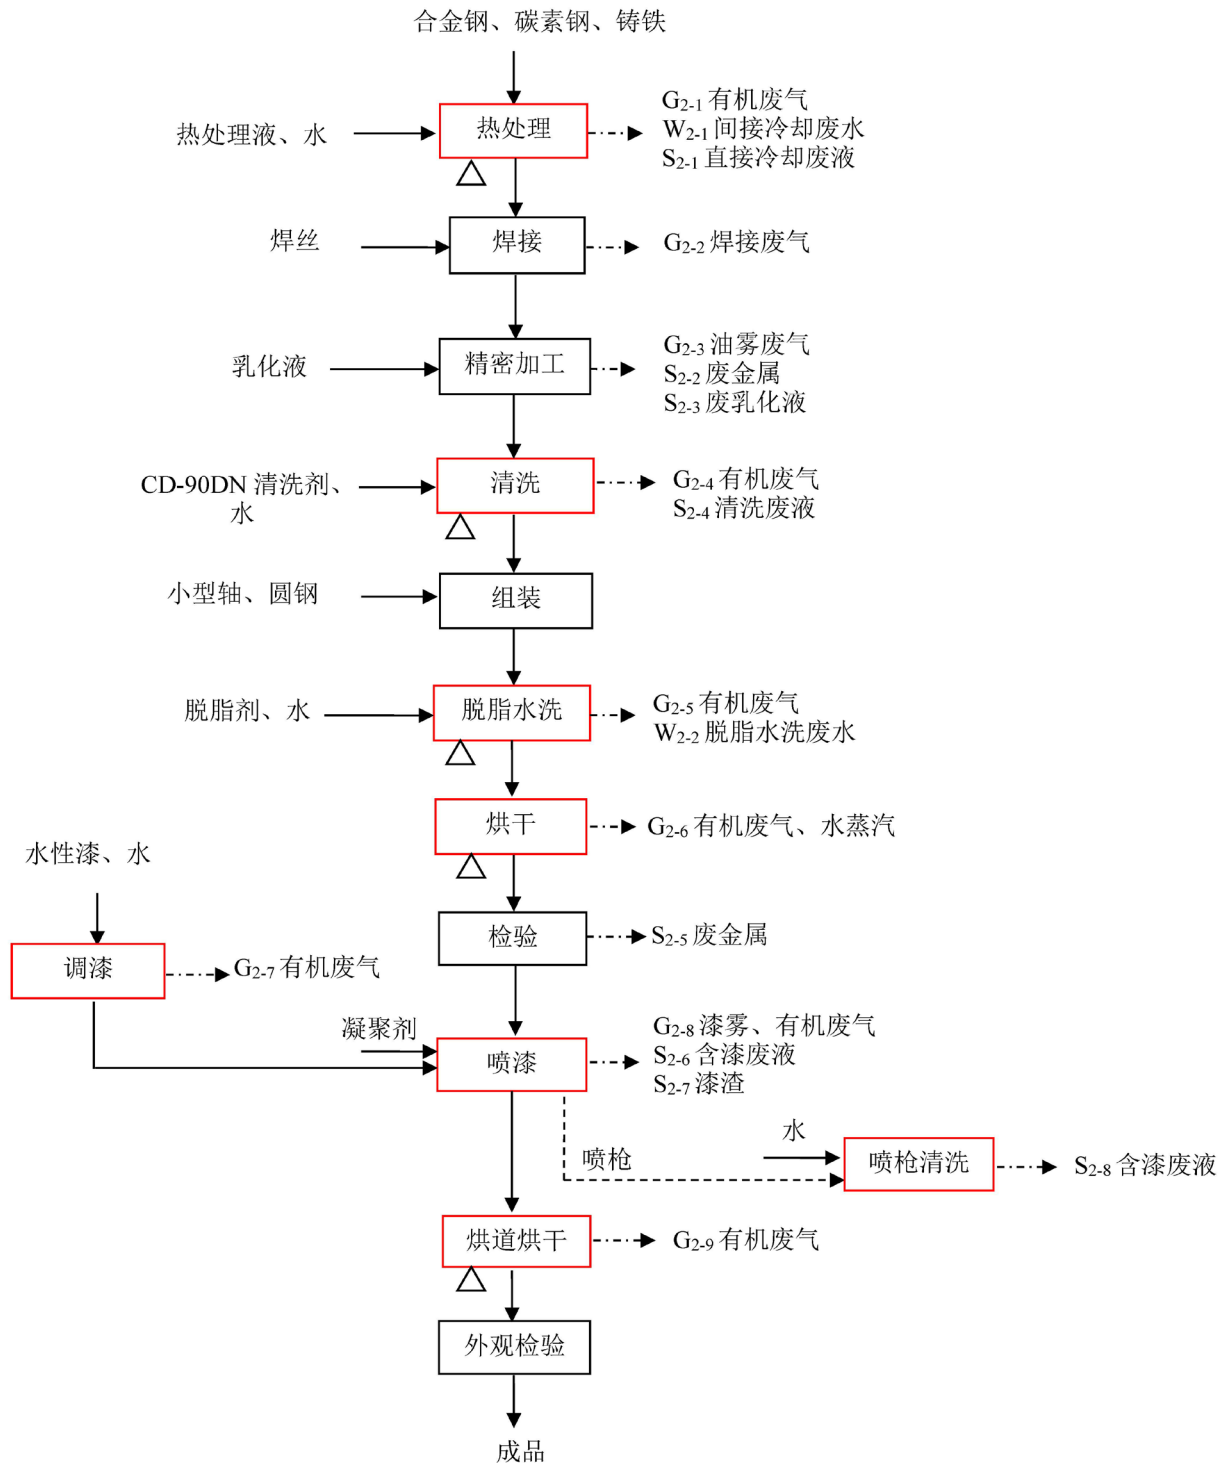 合金钢、碳素钢、铸铁
热处理液、水
热处理
G2-1 有机废气
W2-1 间接冷却废水
S2-1 直接冷却废液
焊丝
焊接
G2-2 焊接废气
乳化液
精密加工
G2-3 油雾废气
S2-2 废金属
S2-3 废乳化液
CD-90DN 清洗剂、
水
清洗
G2-4 有机废气
S2-4 清洗废液
小型轴、圆钢
组装
脱脂剂、水
脱脂水洗
G2-5 有机废气
W2-2 脱脂水洗废水
烘干
G2-6 有机废气、水蒸汽
水性漆、水
检验
S2-5 废金属
调漆
G2-7 有机废气
凝聚剂
喷漆
G2-8 漆雾、有机废气
S2-6 含漆废液
S2-7 漆渣
水
喷枪
喷枪清洗
S2-8 含漆废液
烘道烘干
G2-9 有机废气
外观检验
成品